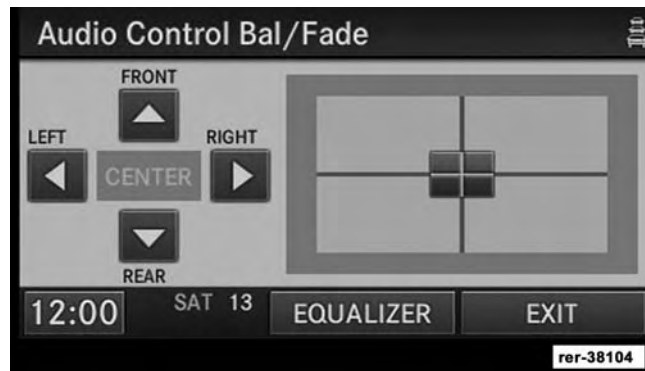 Audio Control Bal/Fade
FRONT
LEFT
RIGHT
CENTER
REAR
12:00
SAT 13
EQUALIZER
EXIT
rer-38104